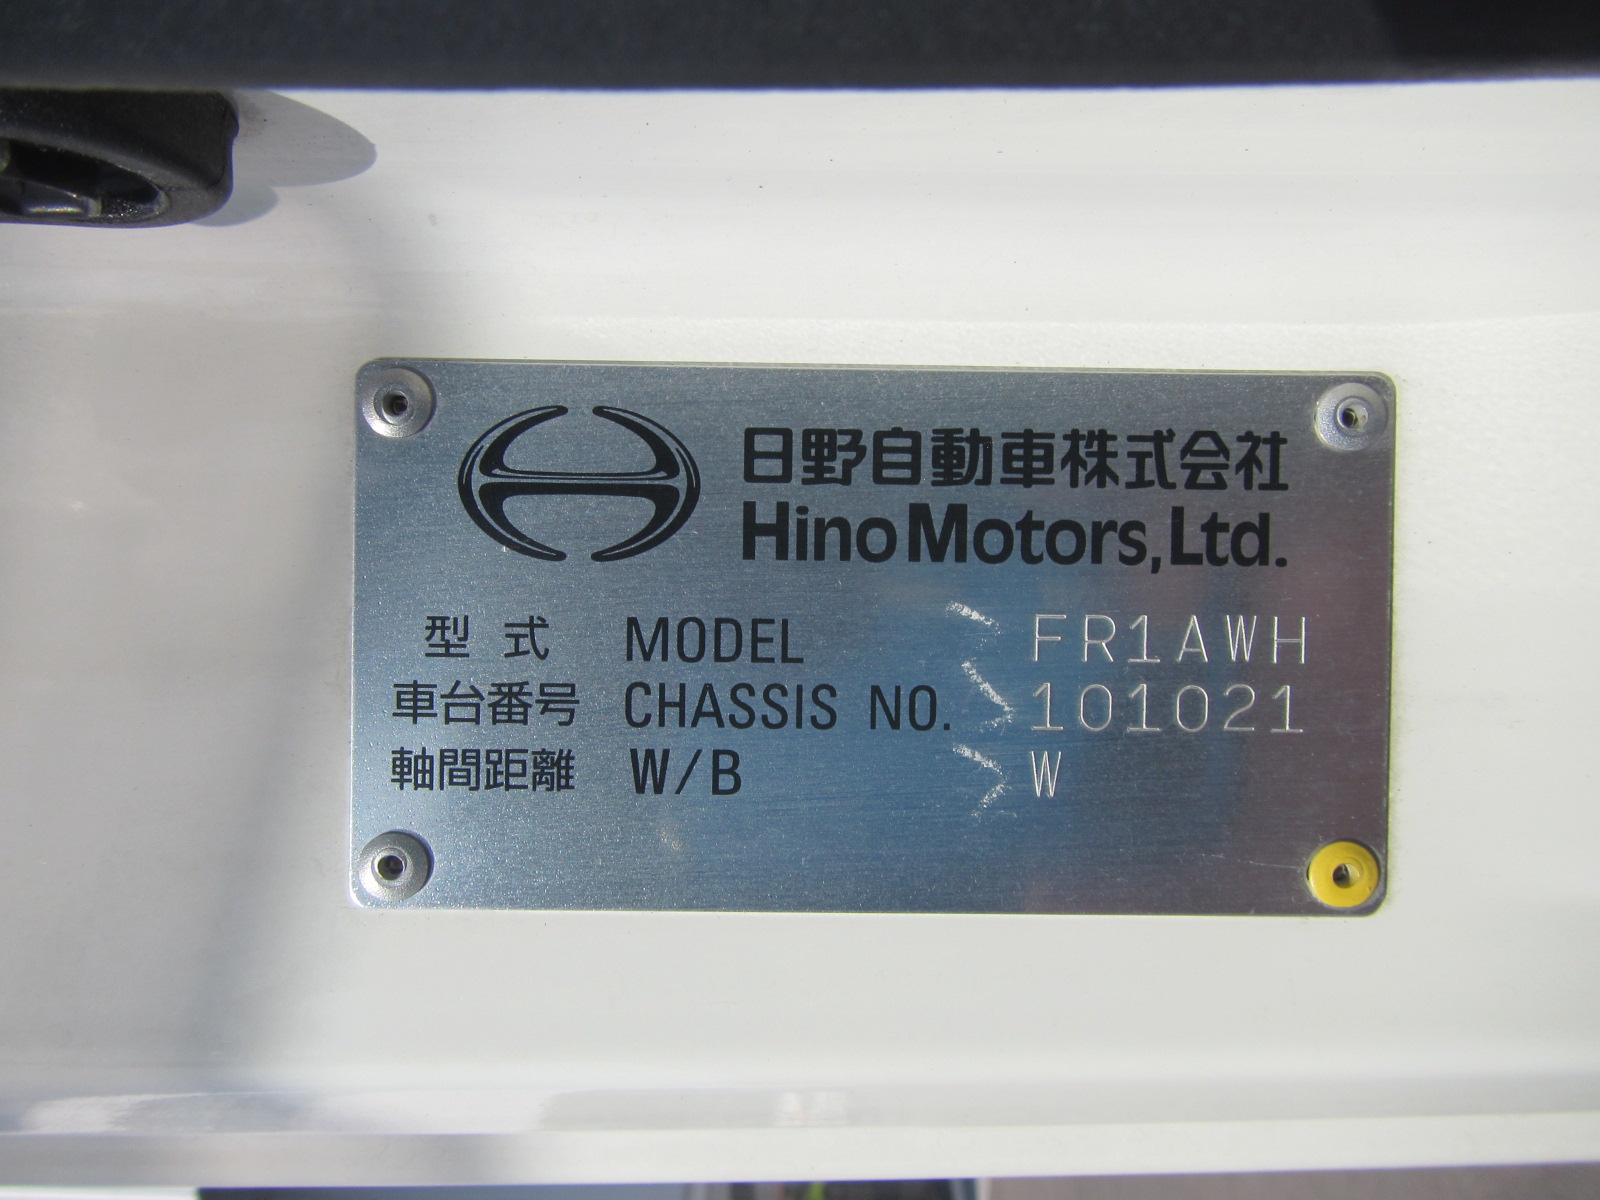 日野自動車株式会社
Hino Motors, Ltd.
型式 MODEL FR1AWH
車台番号 CHASSIS NO. 101021
軸間距離 W/B W